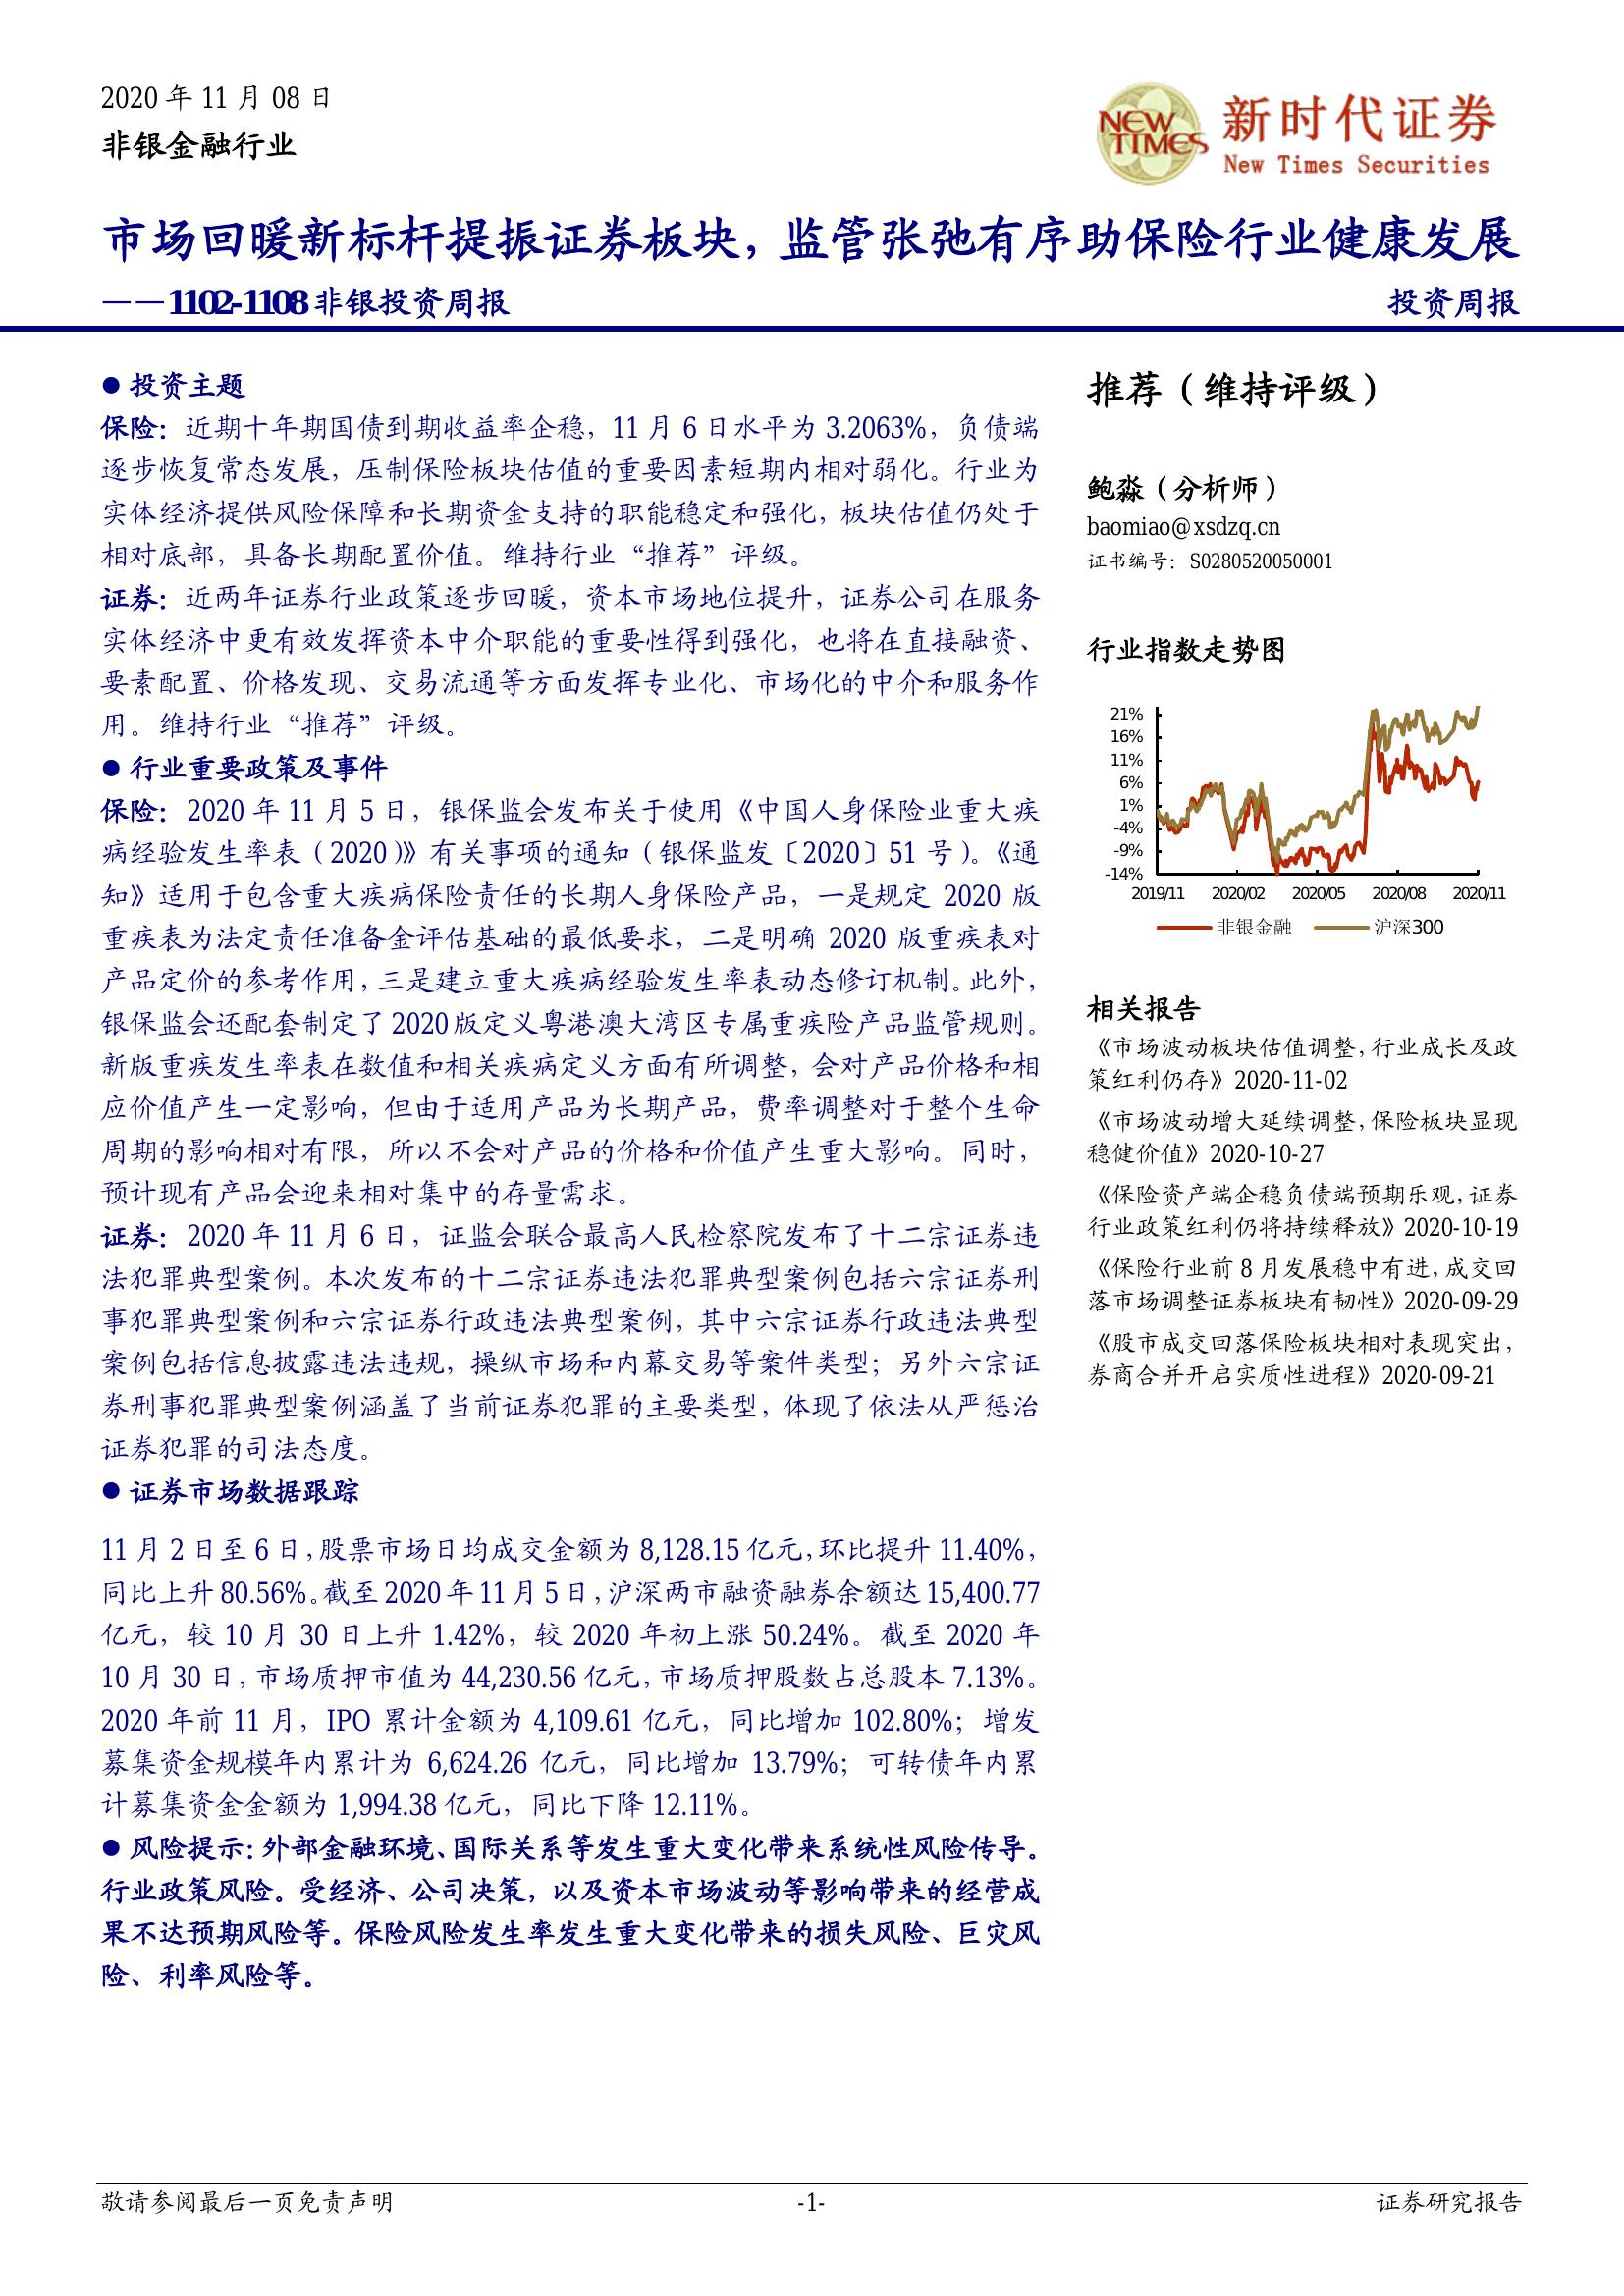 2020 年 11 月 08 日
非银金融行业
NEW TIMES
新时代证券
New Times Securities
市场回暖新标杆提振证券板块，监管张弛有序助保险行业健康发展
——1102-1108 非银投资周报
投资周报
● 投资主题
保险：近期十年期国债到期收益率企稳，11 月 6 日水平为 3.2063%，负债端
逐步恢复常态发展，压制保险板块估值的重要因素短期内相对弱化。行业为
实体经济提供风险保障和长期资金支持的职能稳定和强化，板块估值仍处于
相对底部，具备长期配置价值。维持行业“推荐”评级。
证券：近两年证券行业政策逐步回暖，资本市场地位提升，证券公司在服务
实体经济中更有效发挥资本中介职能的重要性得到强化，也将在直接融资、
要素配置、价格发现、交易流通等方面发挥专业化、市场化的中介和服务作
用。维持行业“推荐”评级。
● 行业重要政策及事件
保险：2020 年 11 月 5 日，银保监会发布关于使用《中国人身保险业重大疾
病经验发生率表（2020）》有关事项的通知（银保监发〔2020〕51 号）。《通
知》适用于包含重大疾病保险责任的长期人身保险产品，一是规定 2020 版
重疾表为法定责任准备金评估基础的最低要求，二是明确 2020 版重疾表对
产品定价的参考作用，三是建立重大疾病经验发生率表动态修订机制。此外，
银保监会还配套制定了 2020 版定义粤港澳大湾区专属重疾险产品监管规则。
新版重疾发生率表在数值和相关疾病定义方面有所调整，会对产品价格和相
应价值产生一定影响，但由于适用产品为长期产品，费率调整对于整个生命
周期的影响相对有限，所以不会对产品的价格和价值产生重大影响。同时，
预计现有产品会迎来相对集中的存量需求。
证券：2020 年 11 月 6 日，证监会联合最高人民检察院发布了十二宗证券违
法犯罪典型案例。本次发布的十二宗证券违法犯罪典型案例包括六宗证券刑
事犯罪典型案例和六宗证券行政违法典型案例，其中六宗证券行政违法典型
案例包括信息披露违法违规，操纵市场和内幕交易等案件类型；另外六宗证
券刑事犯罪典型案例涵盖了当前证券犯罪的主要类型，体现了依法从严惩治
证券犯罪的司法态度。
● 证券市场数据跟踪
11 月 2 日至 6 日，股票市场日均成交金额为 8,128.15 亿元，环比提升 11.40%，
同比上升 80.56%。截至 2020 年 11 月 5 日，沪深两市融资融券余额达 15,400.77
亿元，较 10 月 30 日上升 1.42%，较 2020 年初上涨 50.24%。截至 2020 年
10 月 30 日，市场质押市值为 44,230.56 亿元，市场质押股数占总股本 7.13%。
2020 年前 11 月，IPO 累计金额为 4,109.61 亿元，同比增加 102.80%；增发
募集资金规模年内累计为 6,624.26 亿元，同比增加 13.79%；可转债年内累
计募集资金金额为 1,994.38 亿元，同比下降 12.11%。
● 风险提示：外部金融环境、国际关系等发生重大变化带来系统性风险传导。
行业政策风险。受经济、公司决策，以及资本市场波动等影响带来的经营成
果不达预期风险等。保险风险发生率发生重大变化带来的损失风险、巨灾风
险、利率风险等。
推荐（维持评级）
鲍淼（分析师）
baomiao@xsdzq.cn
证书编号：S0280520050001
行业指数走势图
21%
16%
11%
6%
1%
-4%
-9%
-14%
2019/11 2020/02 2020/05 2020/08 2020/11
非银金融 沪深300
相关报告
《市场波动板块估值调整，行业成长及政
策红利仍存》2020-11-02
《市场波动增大延续调整，保险板块显现
稳健价值》2020-10-27
《保险资产端企稳负债端预期乐观，证券
行业政策红利仍将持续释放》2020-10-19
《保险行业前 8 月发展稳中有进，成交回
落市场调整证券板块有韧性》2020-09-29
《股市成交回落保险板块相对表现突出，
券商合并开启实质性进程》2020-09-21
敬请参阅最后一页免责声明
-1-
证券研究报告